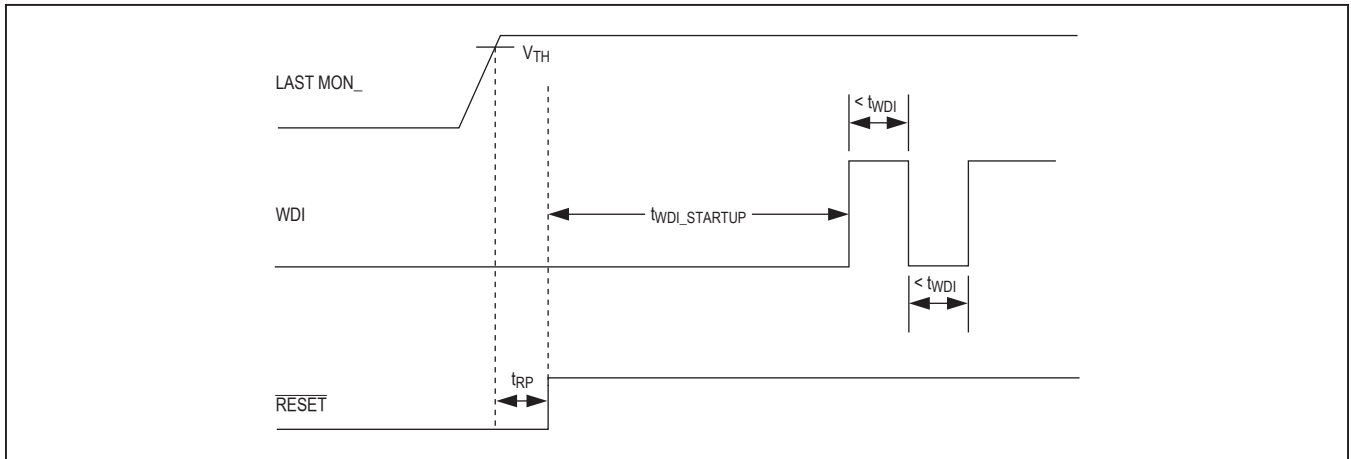 VTH
LAST MON_
< tWDI
WDI
tWDI_STARTUP
< tWDI
tRP
RESET